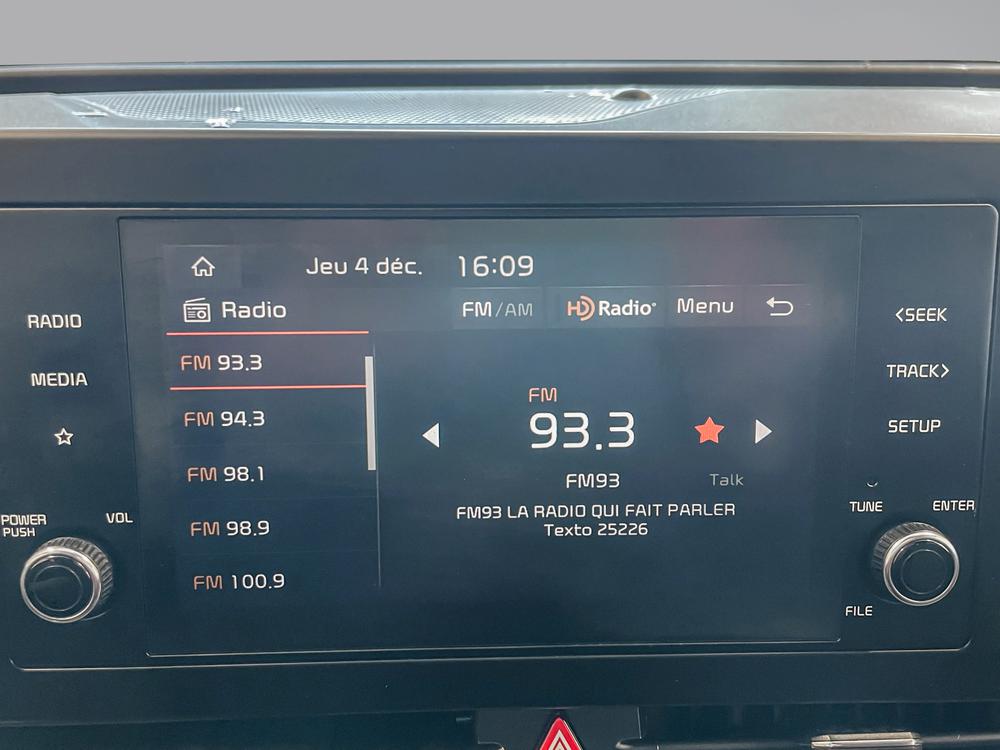 Jeu 4 déc. 16:09
Radio FM/AM HD Radio Menu
FM 93.3
FM 94.3
FM 98.1
FM 98.9
FM 100.9
FM
93.3
FM93 Talk
FM93 LA RADIO QUI FAIT PARLER
Texto 25226
RADIO
MEDIA
POWER
PUSH
VOL
<SEEK
TRACK>
SETUP
TUNE
ENTER
FILE